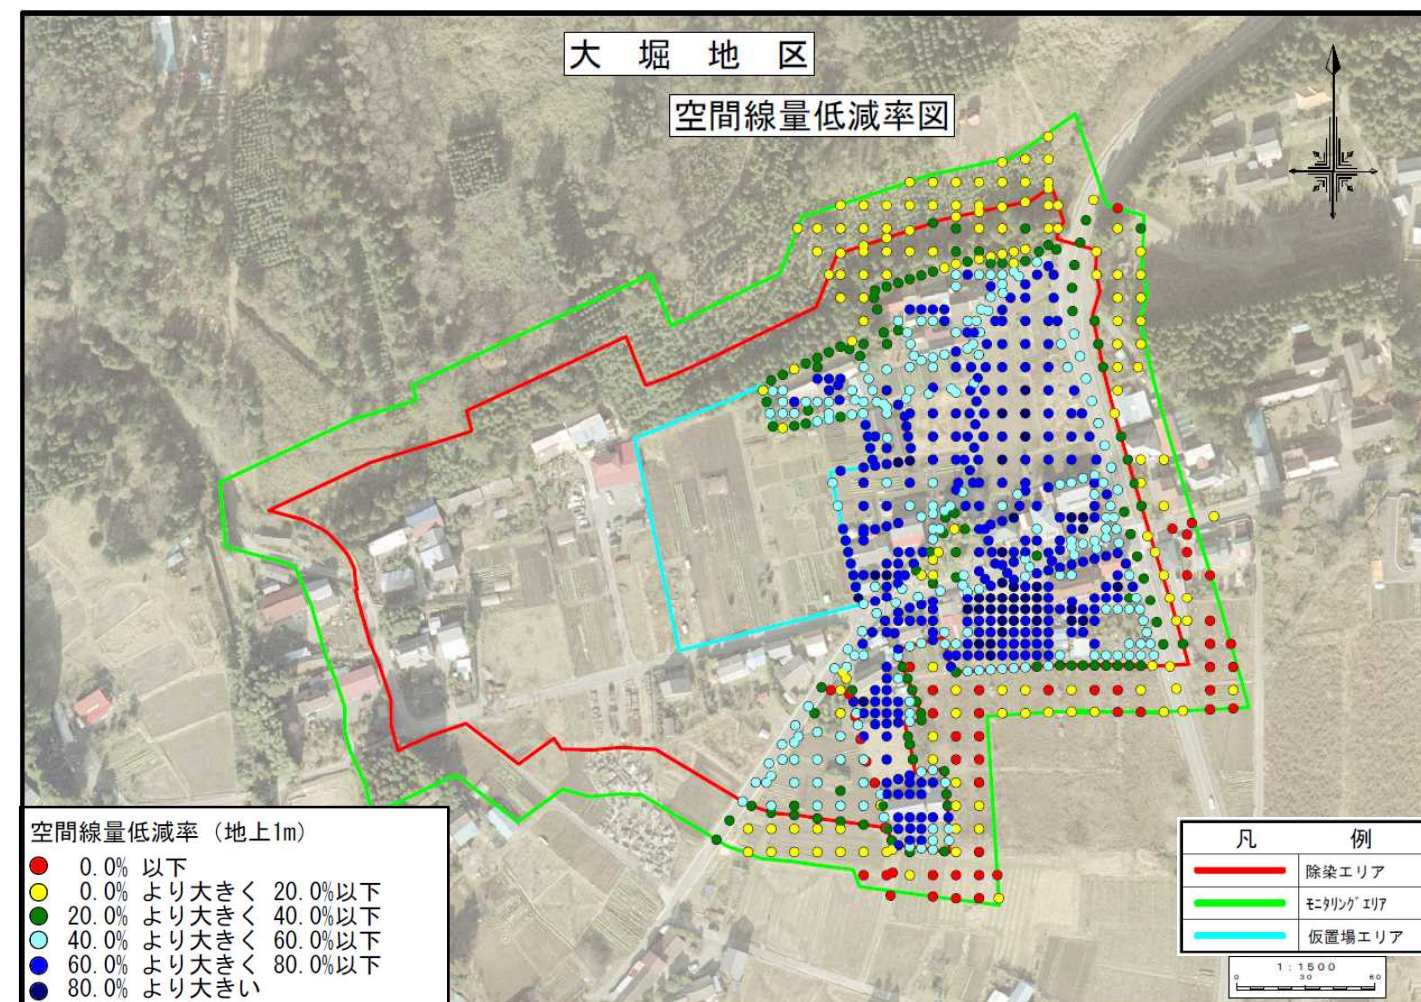 大 堀 地 区
空間線量低減率図
空間線量低減率 (地上1m)
0.0% 以下
0.0% より大きく 20.0%以下
20.0% より大きく 40.0%以下
40.0% より大きく 60.0%以下
60.0% より大きく 80.0%以下
80.0% より大きい
凡 例
除染エリア
ﾓﾆﾀﾘﾝｸﾞｴﾘｱ
仮置場エリア
1:1500
0 30 60